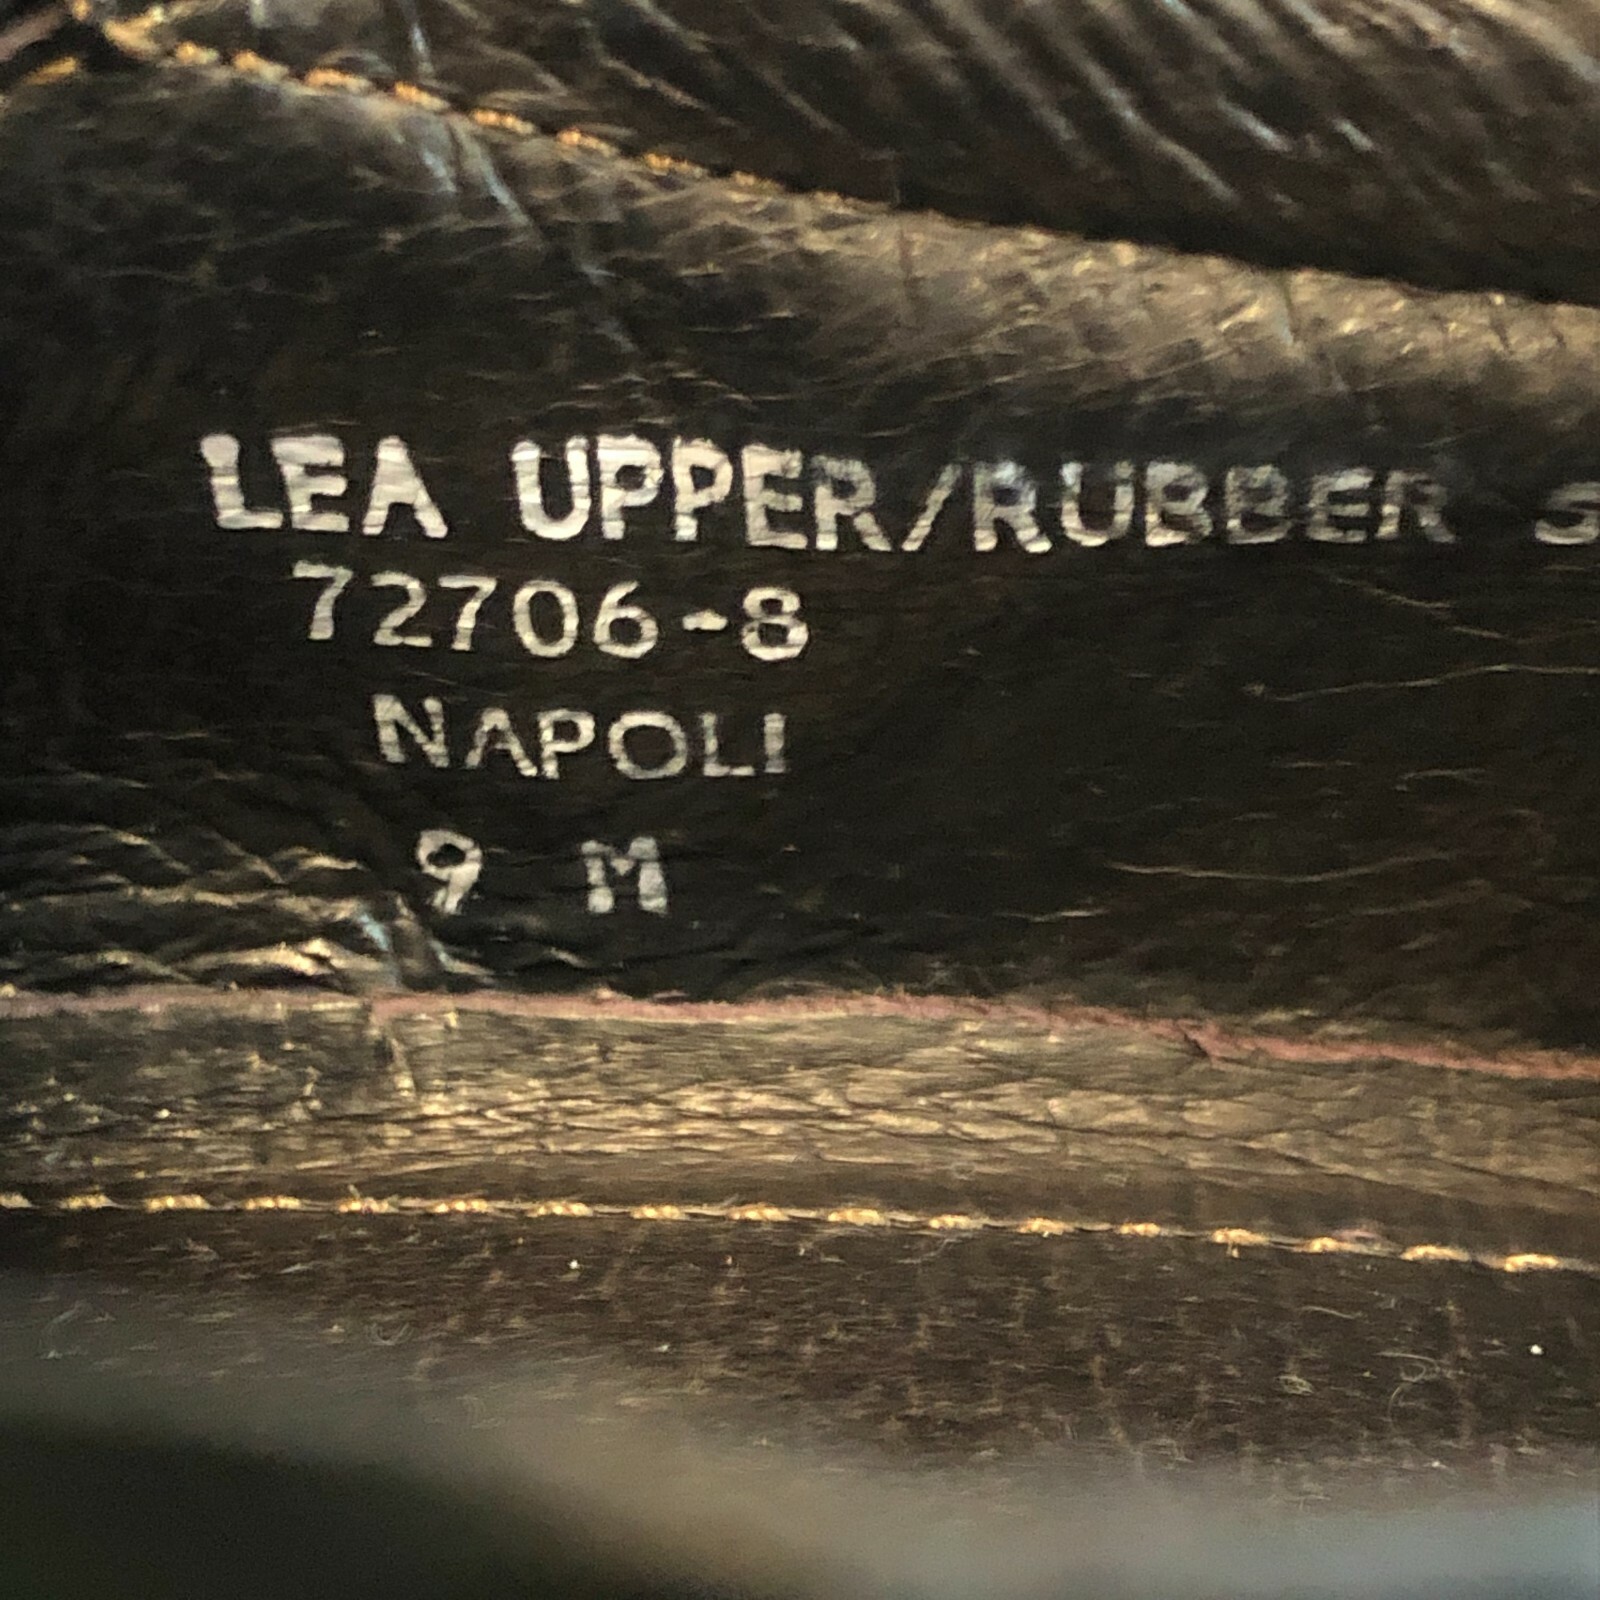 LEA UPPER/RUBBER S
72706-8
NAPOLI
9 M